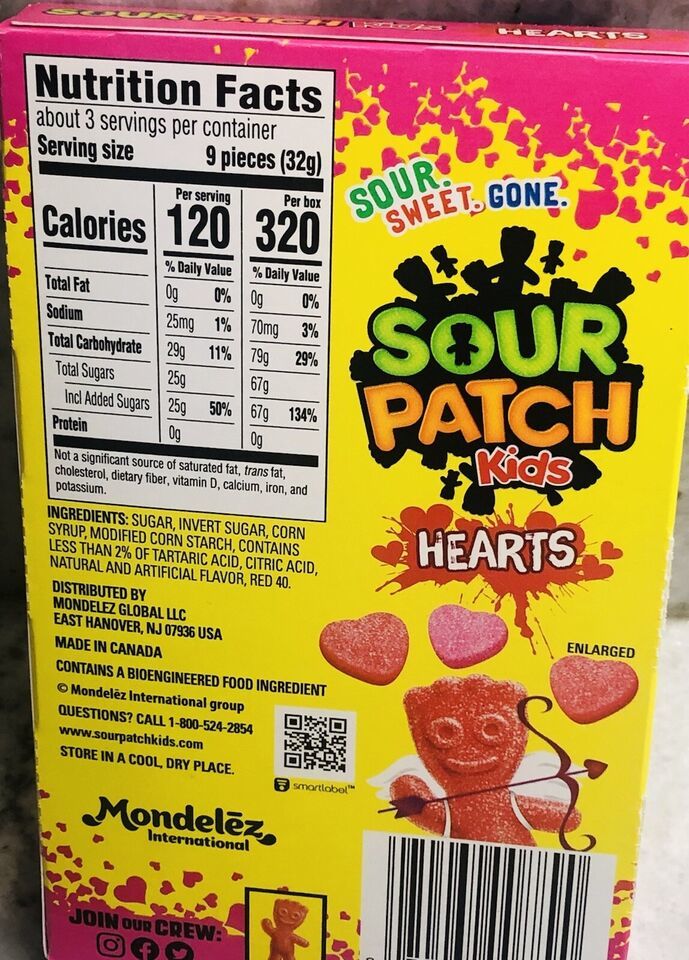 SOUR PATCH Kids HEARTS
Nutrition Facts
about 3 servings per container
Serving size 9 pieces (32g)
Per serving Per box
Calories 120 320
% Daily Value % Daily Value
Total Fat 0g 0% 0g 0%
Sodium 25mg 1% 70mg 3%
Total Carbohydrate 29g 11% 79g 29%
Total Sugars 25g 67g
Incl Added Sugars 25g 50% 67g 134%
Protein 0g 0g
Not a significant source of saturated fat, trans fat,
cholesterol, dietary fiber, vitamin D, calcium, iron, and
potassium.
INGREDIENTS: SUGAR, INVERT SUGAR, CORN
SYRUP, MODIFIED CORN STARCH, CONTAINS
LESS THAN 2% OF TARTARIC ACID, CITRIC ACID,
NATURAL AND ARTIFICIAL FLAVOR, RED 40.
DISTRIBUTED BY
MONDELEZ GLOBAL LLC
EAST HANOVER, NJ 07936 USA
MADE IN CANADA
CONTAINS A BIOENGINEERED FOOD INGREDIENT
© Mondelēz International group
QUESTIONS? CALL 1-800-524-2854
www.sourpatchkids.com
STORE IN A COOL, DRY PLACE.
smartlabel™
Mondelēz
International
JOIN OUR CREW:
SOUR.
SWEET. GONE.
SOUR
PATCH
Kids
HEARTS
ENLARGED